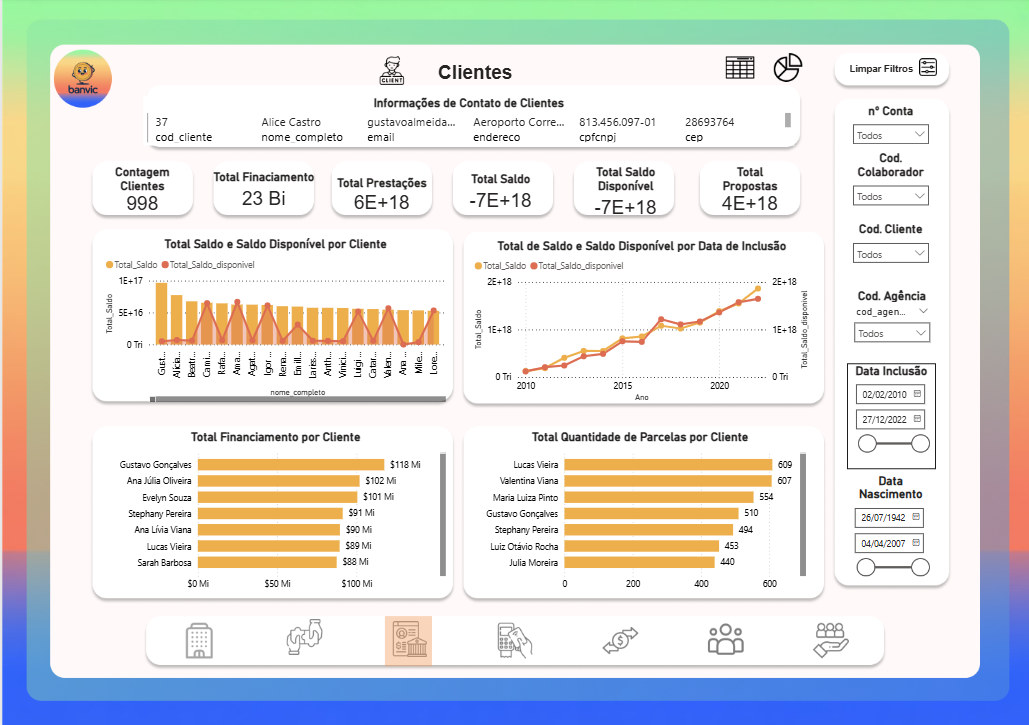 banvic
CLIENT
Clientes
Limpar Filtros
Informações de Contato de Clientes
37 Alice Castro gustavoalmeida... Aeroporto Corre... 813.456.097-01 28693764
cod_cliente nome_completo email endereco cpfcnpj cep
Contagem
Clientes
998
Total Finaciamento
23 Bi
Total Prestações
6E+18
Total Saldo
-7E+18
Total Saldo
Disponível
-7E+18
Total
Propostas
4E+18
Total Saldo e Saldo Disponível por Cliente
Total_Saldo Total_Saldo_disponivel
Total_Saldo
1E+17
5E+16
0 Tri
Gust...
Alícia...
Beatr...
Cami...
Rafa...
Ana...
Agat...
Igor ...
Rena...
Emill...
Lares...
Anth...
Vinici...
Luigi ...
Catar...
Valen...
Ana ...
Mile...
Lore...
nome_completo
Total de Saldo e Saldo Disponível por Data de Inclusão
Total_Saldo Total_Saldo_disponivel
Total_Saldo
2E+18
1E+18
0 Tri
2E+18
1E+18
0 Tri
Total_Saldo_disponivel
2010 2015 2020
Ano
Total Financiamento por Cliente
Gustavo Gonçalves $118 Mi
Ana Júlia Oliveira $102 Mi
Evelyn Souza $101 Mi
Stephany Pereira $91 Mi
Ana Lívia Viana $90 Mi
Lucas Vieira $89 Mi
Sarah Barbosa $88 Mi
$0 Mi $50 Mi $100 Mi
Total Quantidade de Parcelas por Cliente
Lucas Vieira 609
Valentina Viana 607
Maria Luiza Pinto 554
Gustavo Gonçalves 510
Stephany Pereira 494
Luiz Otávio Rocha 453
Julia Moreira 440
0 200 400 600
n° Conta
Todos
Cod.
Colaborador
Todos
Cod. Cliente
Todos
Cod. Agência
cod_agen...
Todos
Data Inclusão
02/02/2010
27/12/2022
Data
Nascimento
26/07/1942
04/04/2007